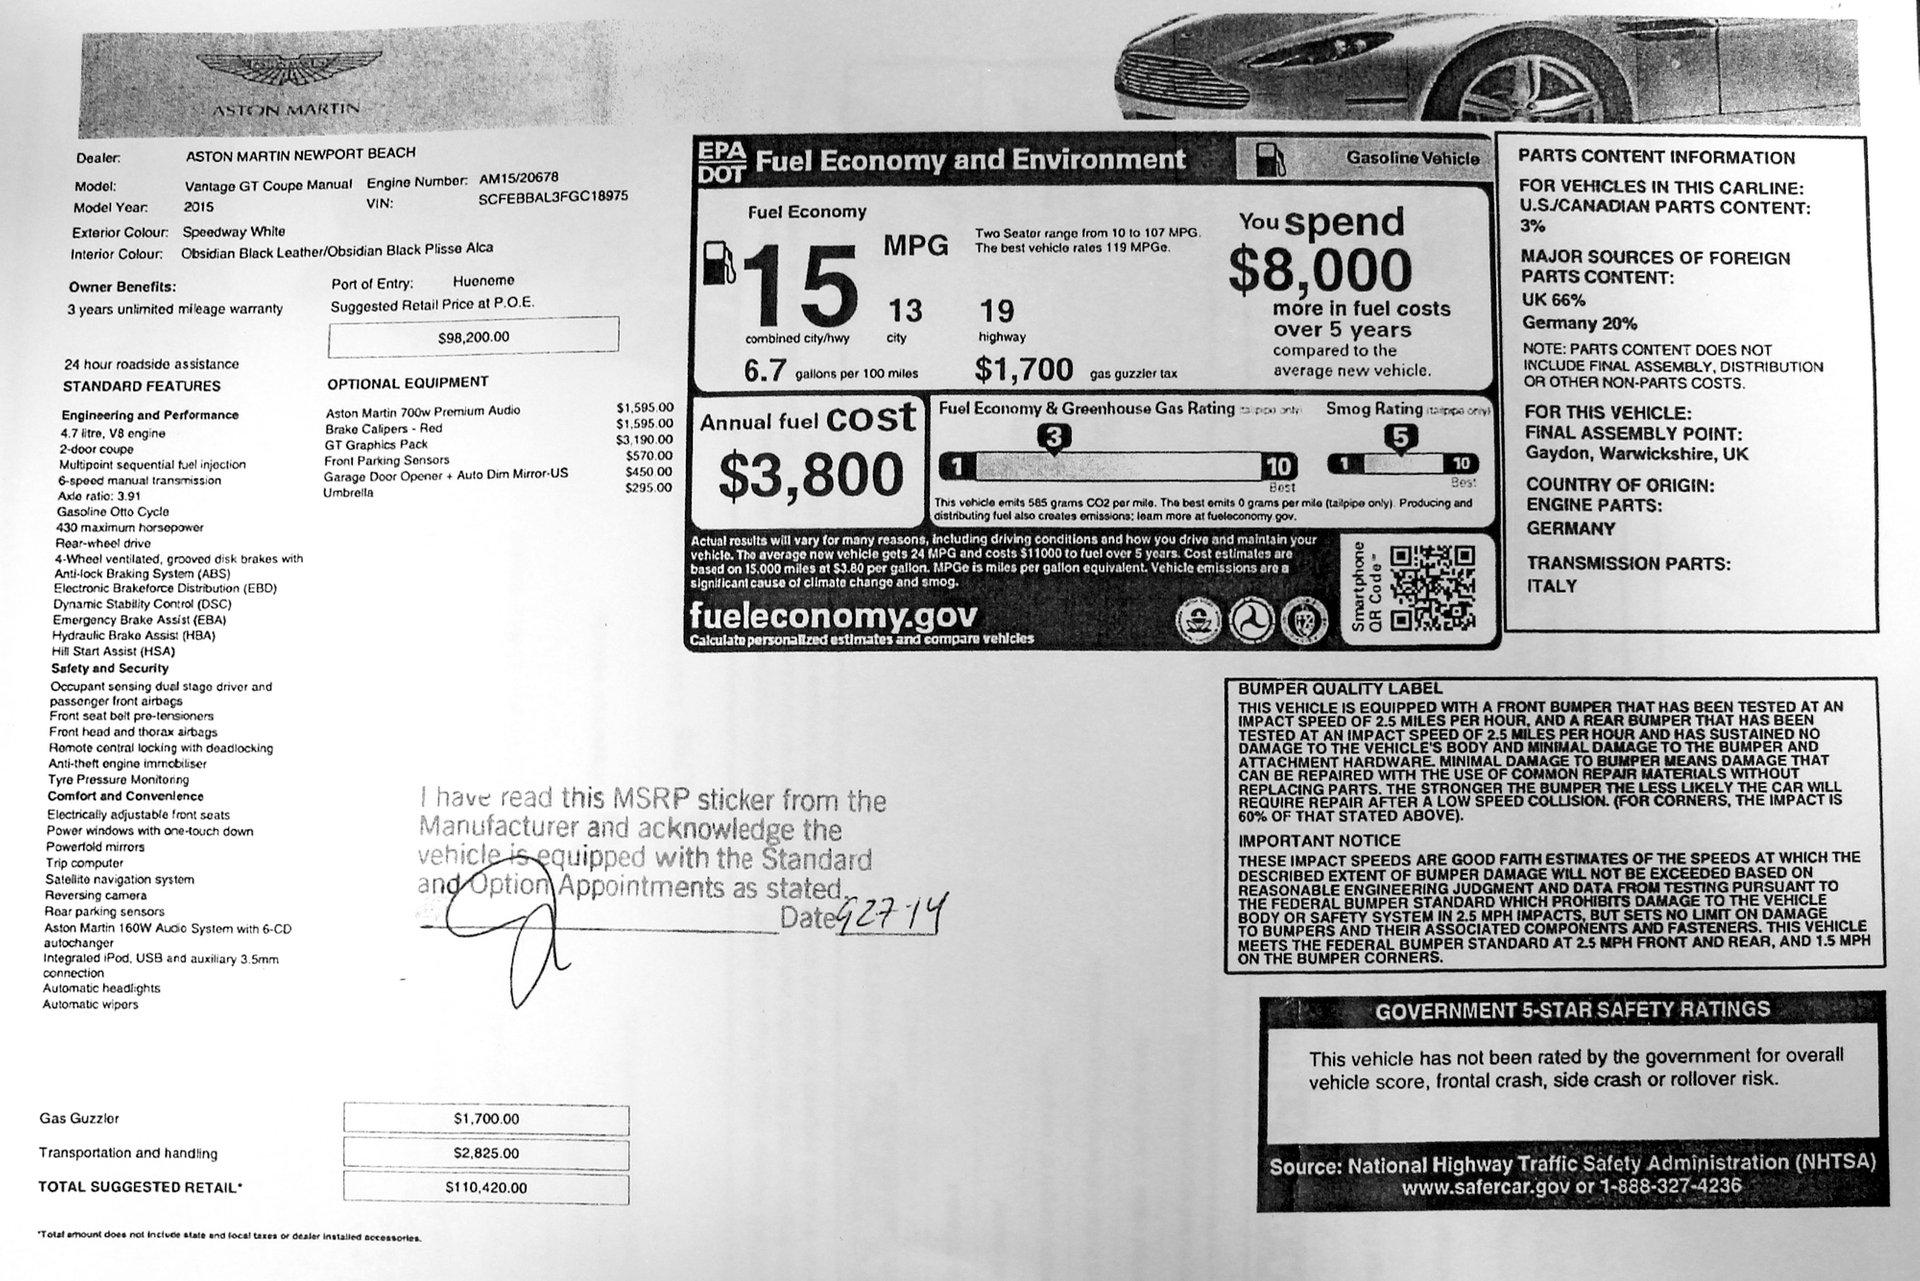 ASTON MARTIN
Dealer: ASTON MARTIN NEWPORT BEACH
Model: Vantage GT Coupe Manual Engine Number: AM15/20678
Model Year: 2015 VIN: SCFEBBAL3FGC18975
Exterior Colour: Speedway White
Interior Colour: Obsidian Black Leather/Obsidian Black Plisse Alca
Owner Benefits:
3 years unlimited mileage warranty
24 hour roadside assistance
Port of Entry: Hueneme
Suggested Retail Price at P.O.E.
$98,200.00
STANDARD FEATURES
Engineering and Performance
4.7 litre, V8 engine
2-door coupe
Multipoint sequential fuel injection
6-speed manual transmission
Axle ratio: 3.91
Gasoline Otto Cycle
430 maximum horsepower
Rear-wheel drive
4-Wheel ventilated, grooved disk brakes with
Anti-lock Braking System (ABS)
Electronic Brakeforce Distribution (EBD)
Dynamic Stability Control (DSC)
Emergency Brake Assist (EBA)
Hydraulic Brake Assist (HBA)
Hill Start Assist (HSA)
Safety and Security
Occupant sensing dual stage driver and
passenger front airbags
Front seat belt pre-tensioners
Front head and thorax airbags
Remote central locking with deadlocking
Anti-theft engine immobiliser
Tyre Pressure Monitoring
Comfort and Convenience
Electrically adjustable front seats
Power windows with one-touch down
Powerfold mirrors
Trip computer
Satellite navigation system
Reversing camera
Rear parking sensors
Aston Martin 160W Audio System with 6-CD
autochanger
Integrated iPod, USB and auxiliary 3.5mm
connection
Automatic headlights
Automatic wipers
OPTIONAL EQUIPMENT
Aston Martin 700w Premium Audio $1,595.00
Brake Calipers - Red $1,595.00
GT Graphics Pack $3,190.00
Front Parking Sensors $570.00
Garage Door Opener + Auto Dim Mirror-US $450.00
Umbrella $295.00
I have read this MSRP sticker from the
Manufacturer and acknowledge the
vehicle is equipped with the Standard
and Option Appointments as stated.
Date 9 27-14
Gas Guzzler $1,700.00
Transportation and handling $2,825.00
TOTAL SUGGESTED RETAIL* $110,420.00
*Total amount does not include state and local taxes or dealer installed accessories.
EPA
DOT
Fuel Economy and Environment
Gasoline Vehicle
Fuel Economy
15 MPG
combined city/hwy
13
city
19
highway
Two Seater range from 10 to 107 MPG.
The best vehicle rates 119 MPGe.
6.7 gallons per 100 miles
$1,700 gas guzzler tax
You spend
$8,000
more in fuel costs
over 5 years
compared to the
average new vehicle.
Annual fuel cost
$3,800
Fuel Economy & Greenhouse Gas Rating (tailpipe only)
3
1 10
Best
Smog Rating (tailpipe only)
5
1 10
Best
This vehicle emits 585 grams CO2 per mile. The best emits 0 grams per mile (tailpipe only). Producing and
distributing fuel also creates emissions; learn more at fueleconomy.gov.
Actual results will vary for many reasons, including driving conditions and how you drive and maintain your
vehicle. The average new vehicle gets 24 MPG and costs $11000 to fuel over 5 years. Cost estimates are
based on 15,000 miles at $3.80 per gallon. MPGe is miles per gallon equivalent. Vehicle emissions are a
significant cause of climate change and smog.
fueleconomy.gov
Calculate personalized estimates and compare vehicles
Smartphone
QR Code
PARTS CONTENT INFORMATION
FOR VEHICLES IN THIS CARLINE:
U.S./CANADIAN PARTS CONTENT:
3%
MAJOR SOURCES OF FOREIGN
PARTS CONTENT:
UK 66%
Germany 20%
NOTE: PARTS CONTENT DOES NOT
INCLUDE FINAL ASSEMBLY, DISTRIBUTION
OR OTHER NON-PARTS COSTS.
FOR THIS VEHICLE:
FINAL ASSEMBLY POINT:
Gaydon, Warwickshire, UK
COUNTRY OF ORIGIN:
ENGINE PARTS:
GERMANY
TRANSMISSION PARTS:
ITALY
BUMPER QUALITY LABEL
THIS VEHICLE IS EQUIPPED WITH A FRONT BUMPER THAT HAS BEEN TESTED AT AN
IMPACT SPEED OF 2.5 MILES PER HOUR, AND A REAR BUMPER THAT HAS BEEN
TESTED AT AN IMPACT SPEED OF 2.5 MILES PER HOUR AND HAS SUSTAINED NO
DAMAGE TO THE VEHICLE'S BODY AND MINIMAL DAMAGE TO THE BUMPER AND
ATTACHMENT HARDWARE. MINIMAL DAMAGE TO BUMPER MEANS DAMAGE THAT
CAN BE REPAIRED WITH THE USE OF COMMON REPAIR MATERIALS WITHOUT
REPLACING PARTS. THE STRONGER THE BUMPER THE LESS LIKELY THE CAR WILL
REQUIRE REPAIR AFTER A LOW SPEED COLLISION. (FOR CORNERS, THE IMPACT IS
60% OF THAT STATED ABOVE).
IMPORTANT NOTICE
THESE IMPACT SPEEDS ARE GOOD FAITH ESTIMATES OF THE SPEEDS AT WHICH THE
DESCRIBED EXTENT OF BUMPER DAMAGE WILL NOT BE EXCEEDED BASED ON
REASONABLE ENGINEERING JUDGMENT AND DATA FROM TESTING PURSUANT TO
THE FEDERAL BUMPER STANDARD WHICH PROHIBITS DAMAGE TO THE VEHICLE
BODY OR SAFETY SYSTEM IN 2.5 MPH IMPACTS, BUT SETS NO LIMIT ON DAMAGE
TO BUMPERS AND THEIR ASSOCIATED COMPONENTS AND FASTENERS. THIS VEHICLE
MEETS THE FEDERAL BUMPER STANDARD AT 2.5 MPH FRONT AND REAR, AND 1.5 MPH
ON THE BUMPER CORNERS.
GOVERNMENT 5-STAR SAFETY RATINGS
This vehicle has not been rated by the government for overall
vehicle score, frontal crash, side crash or rollover risk.
Source: National Highway Traffic Safety Administration (NHTSA)
www.safercar.gov or 1-888-327-4236